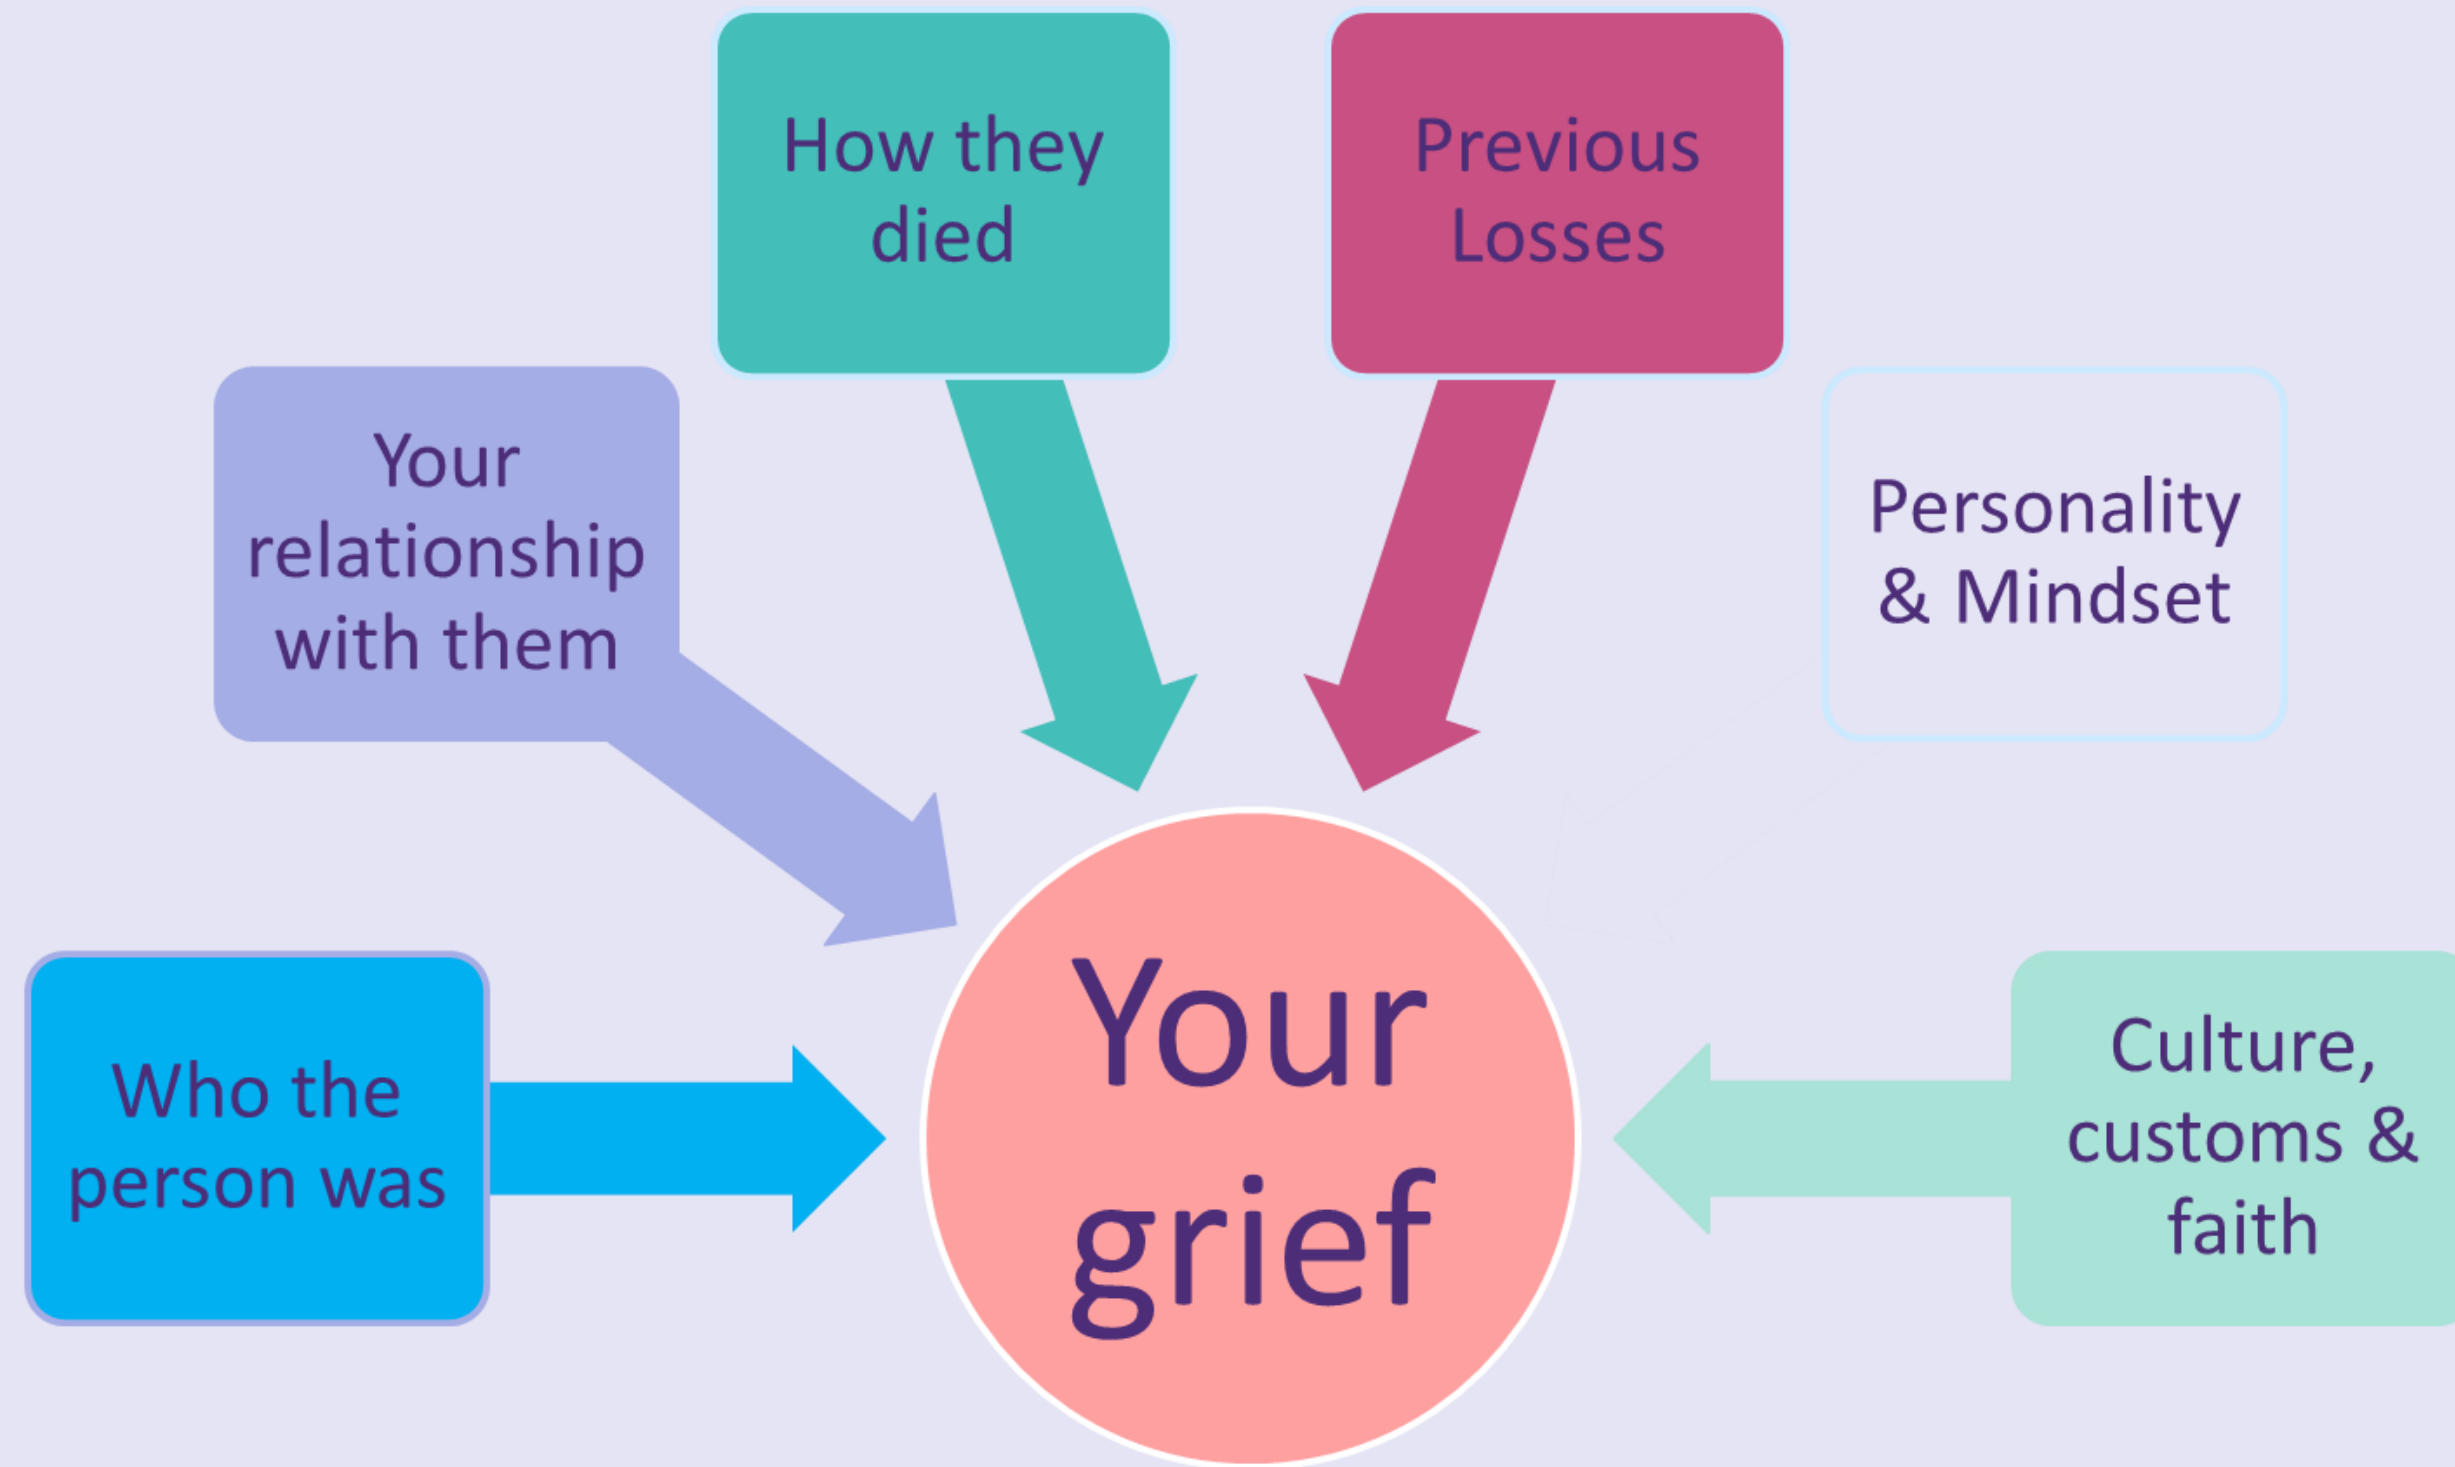 How they
died
Previous
Losses
Your
relationship
with them
Personality
& Mindset
Who the
person was
Your
grief
Culture,
customs &
faith